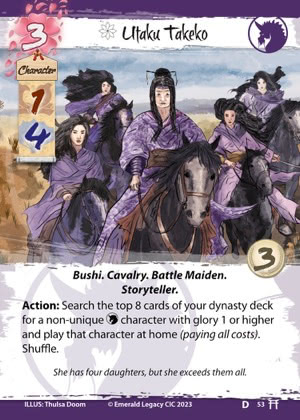 3
Utaku Takeko
Character
1
4
3
Bushi. Cavalry. Battle Maiden.
Storyteller.
Action: Search the top 8 cards of your dynasty deck
for a non-unique character with glory 1 or higher
and play that character at home (paying all costs).
Shuffle.
She has four daughters, but she exceeds them all.
ILLUS: Thulsa Doom © Emerald Legacy CIC 2023 D 53